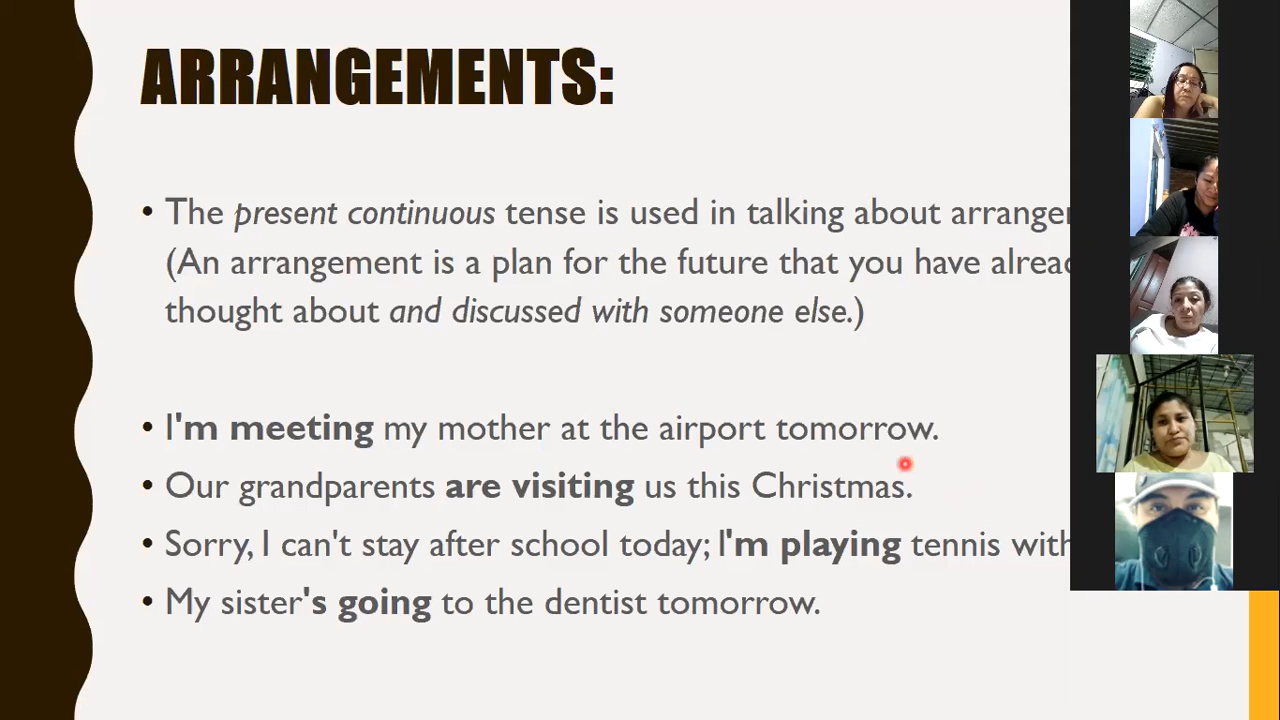 ARRANGEMENTS:
• The present continuous tense is used in talking about
(An arrangement is a plan for the future that you have
thought about and discussed with someone else.)
• I'm meeting my mother at the airport tomorrow.
• Our grandparents are visiting us this Christmas.
• Sorry, I can't stay after school today; I'm playing tennis with
• My sister's going to the dentist tomorrow.